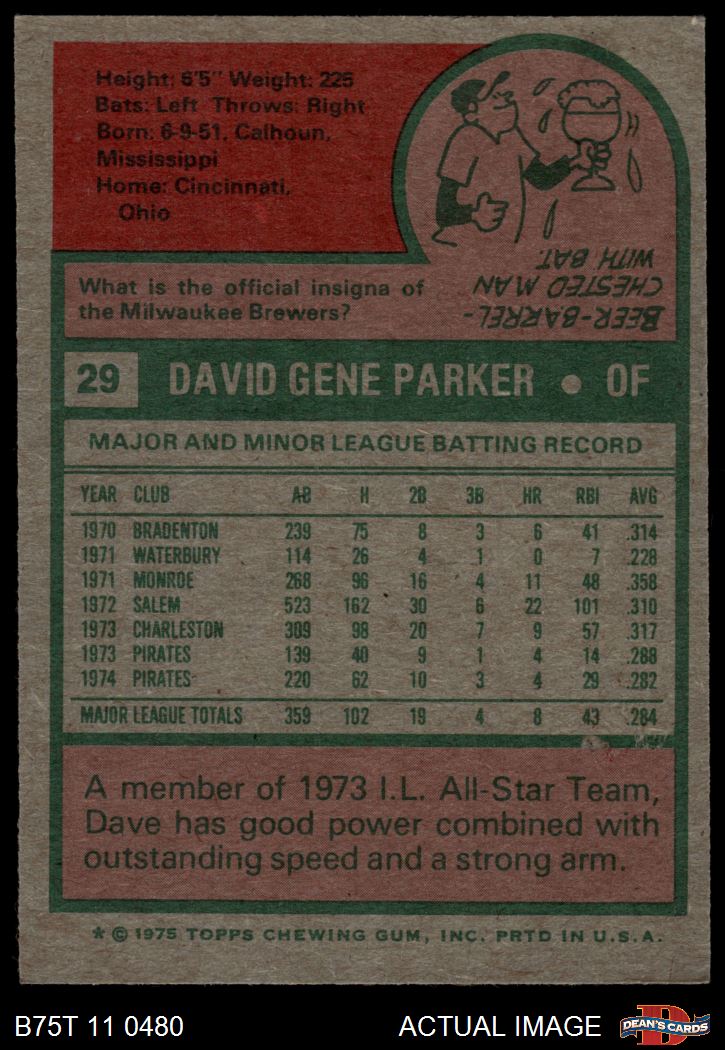 Height: 6'5" Weight: 225
Bats: Left Throws: Right
Born: 6-9-51, Calhoun,
Mississippi
Home: Cincinnati,
Ohio
What is the official insigna of
the Milwaukee Brewers?
BEER-BARREL-
CHESTED MAN
WITH BAT.
29 DAVID GENE PARKER • OF
MAJOR AND MINOR LEAGUE BATTING RECORD
YEAR CLUB AB H 2B 3B HR RBI AVG
1970 BRADENTON 239 75 8 3 6 41 .314
1971 WATERBURY 114 26 4 1 0 7 .228
1971 MONROE 268 96 16 4 11 48 .358
1972 SALEM 523 162 30 6 22 101 .310
1973 CHARLESTON 309 98 20 7 9 57 .317
1973 PIRATES 139 40 9 1 4 14 .288
1974 PIRATES 220 62 10 3 4 29 .282
MAJOR LEAGUE TOTALS 359 102 19 4 8 43 .284
A member of 1973 I.L. All-Star Team,
Dave has good power combined with
outstanding speed and a strong arm.
* © 1975 TOPPS CHEWING GUM, INC. PRTD IN U.S.A.
B75T 11 0480 ACTUAL IMAGE DEAN'S CARDS